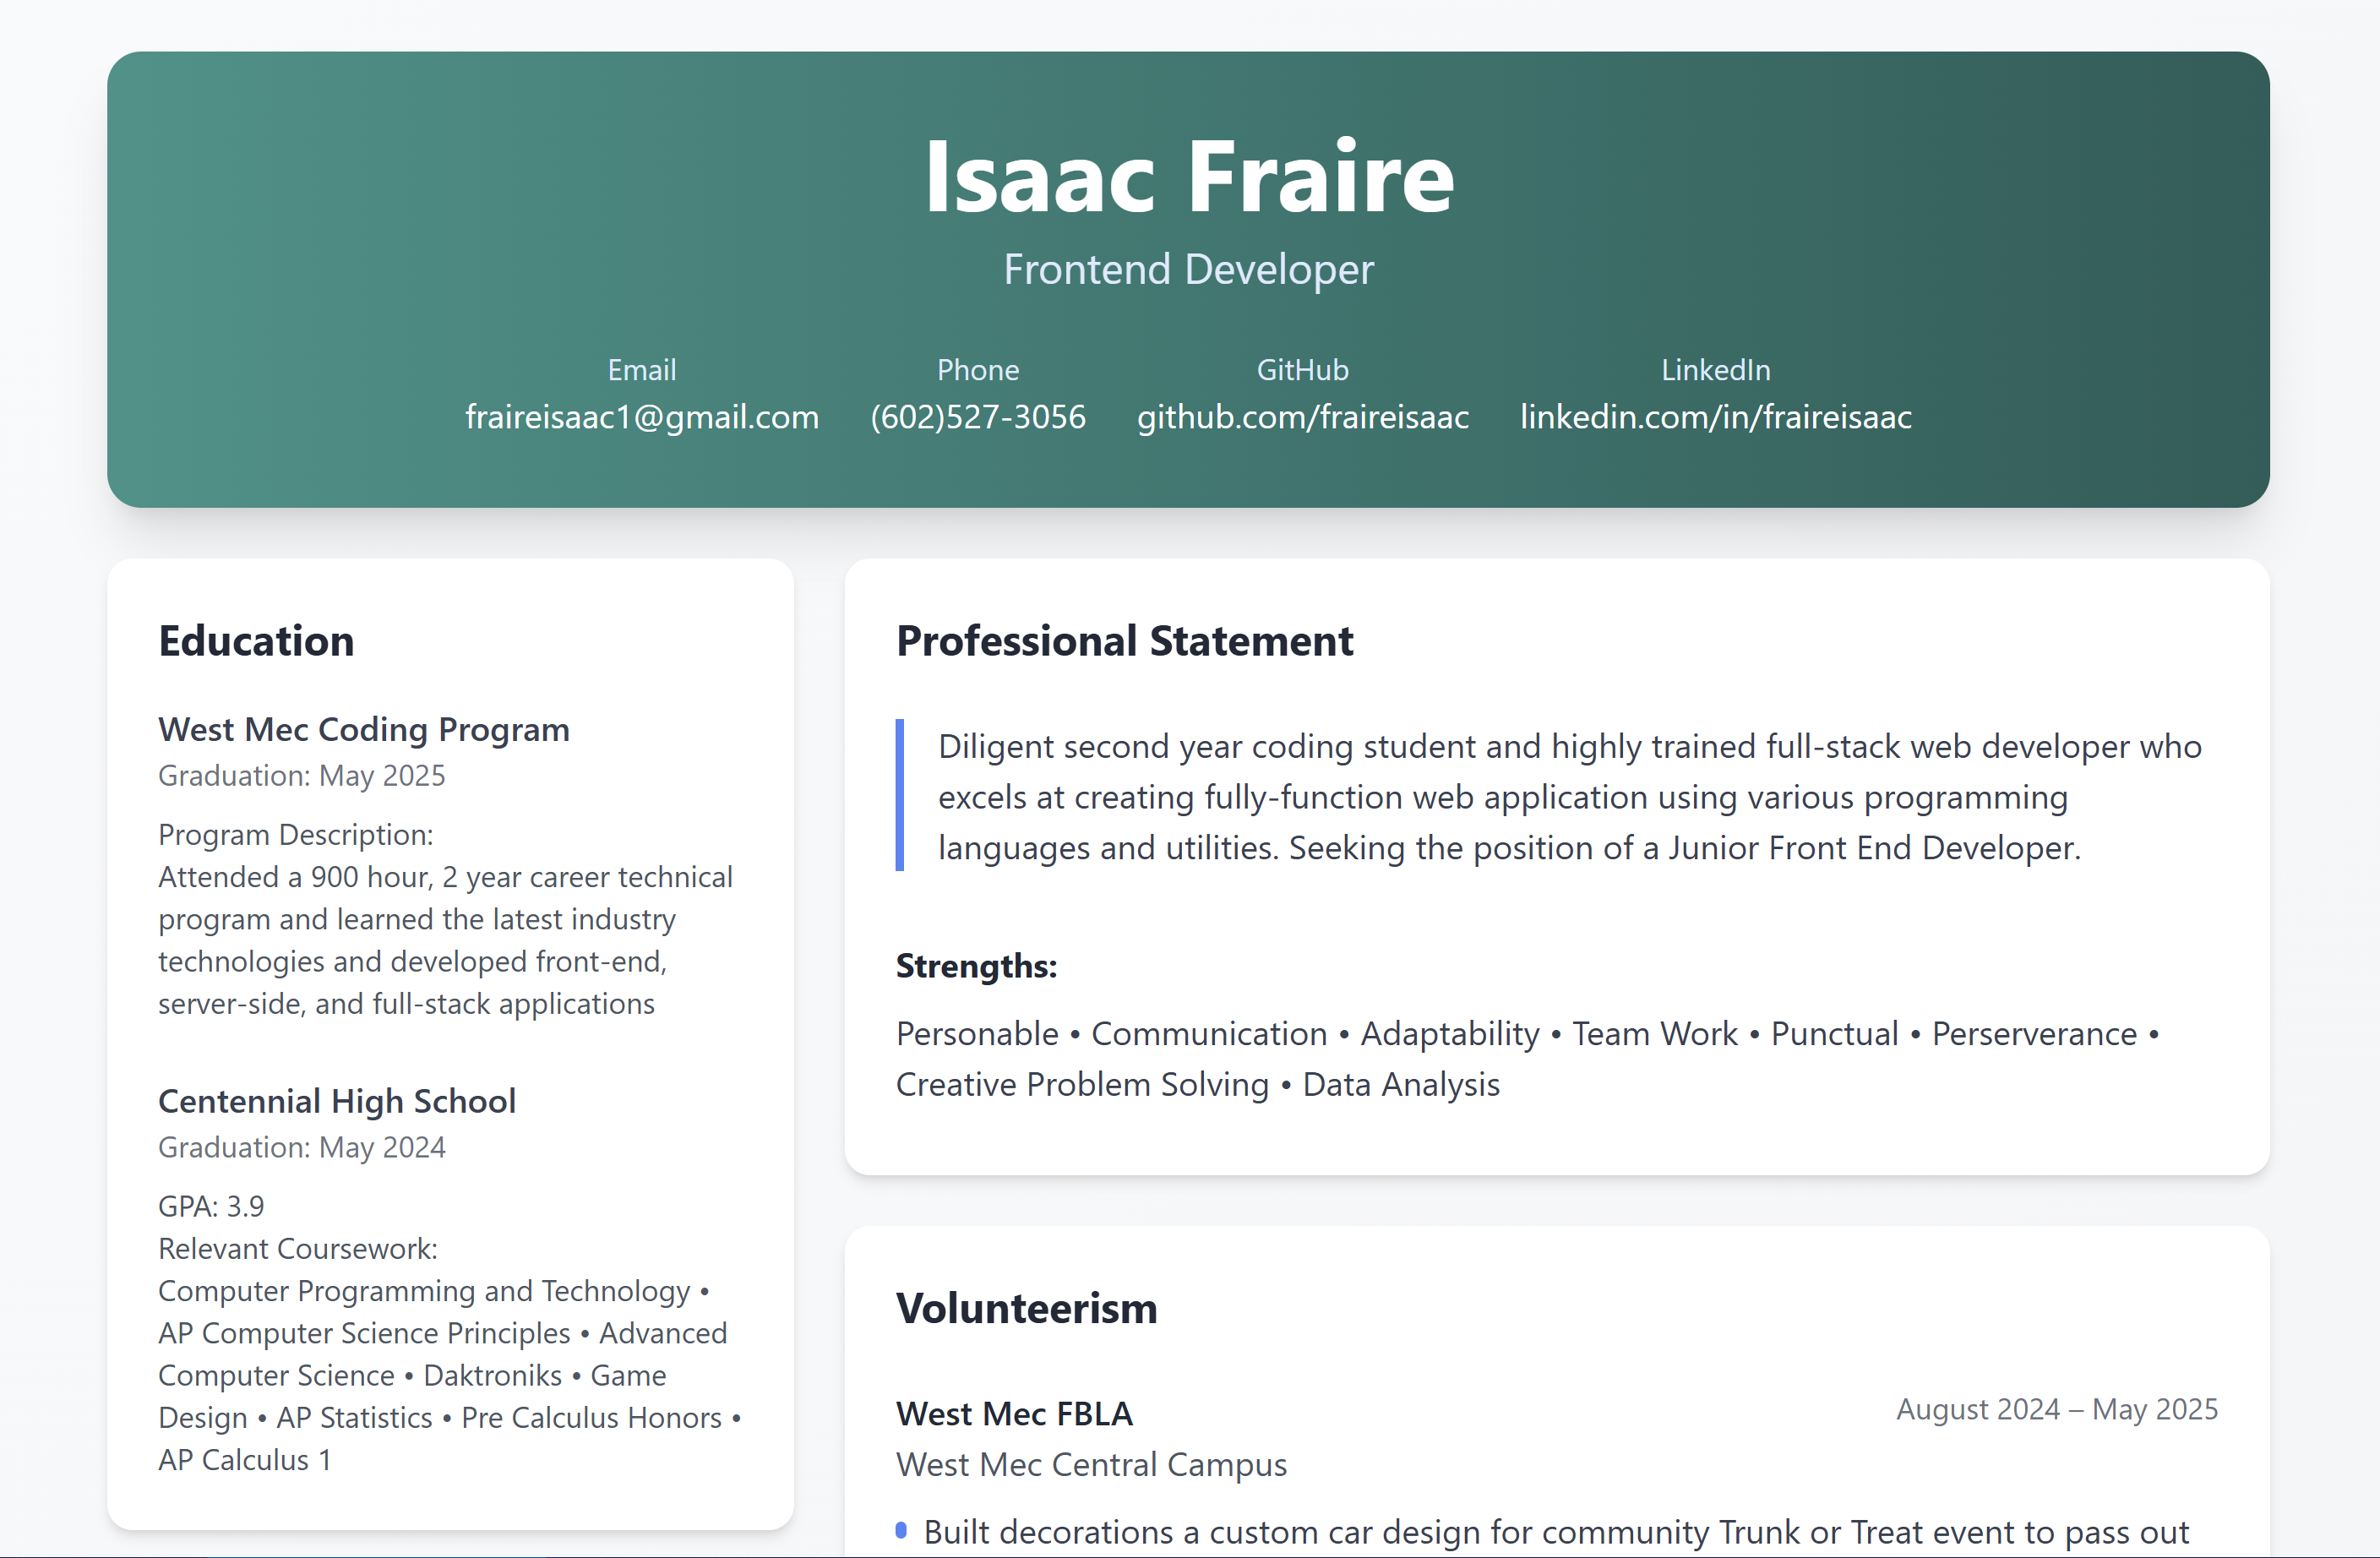 Isaac Fraire
Frontend Developer
Email
fraireisaac1@gmail.com
Phone
(602)527-3056
GitHub
github.com/fraireisaac
LinkedIn
linkedin.com/in/fraireisaac
Education
West Mec Coding Program
Graduation: May 2025
Program Description:
Attended a 900 hour, 2 year career technical
program and learned the latest industry
technologies and developed front-end,
server-side, and full-stack applications
Centennial High School
Graduation: May 2024
GPA: 3.9
Relevant Coursework:
Computer Programming and Technology •
AP Computer Science Principles • Advanced
Computer Science • Daktroniks • Game
Design • AP Statistics • Pre Calculus Honors •
AP Calculus 1
Professional Statement
Diligent second year coding student and highly trained full-stack web developer who
excels at creating fully-function web application using various programming
languages and utilities. Seeking the position of a Junior Front End Developer.
Strengths:
Personable • Communication • Adaptability • Team Work • Punctual • Perserverance •
Creative Problem Solving • Data Analysis
Volunteerism
West Mec FBLA
August 2024 – May 2025
West Mec Central Campus
Built decorations a custom car design for community Trunk or Treat event to pass out